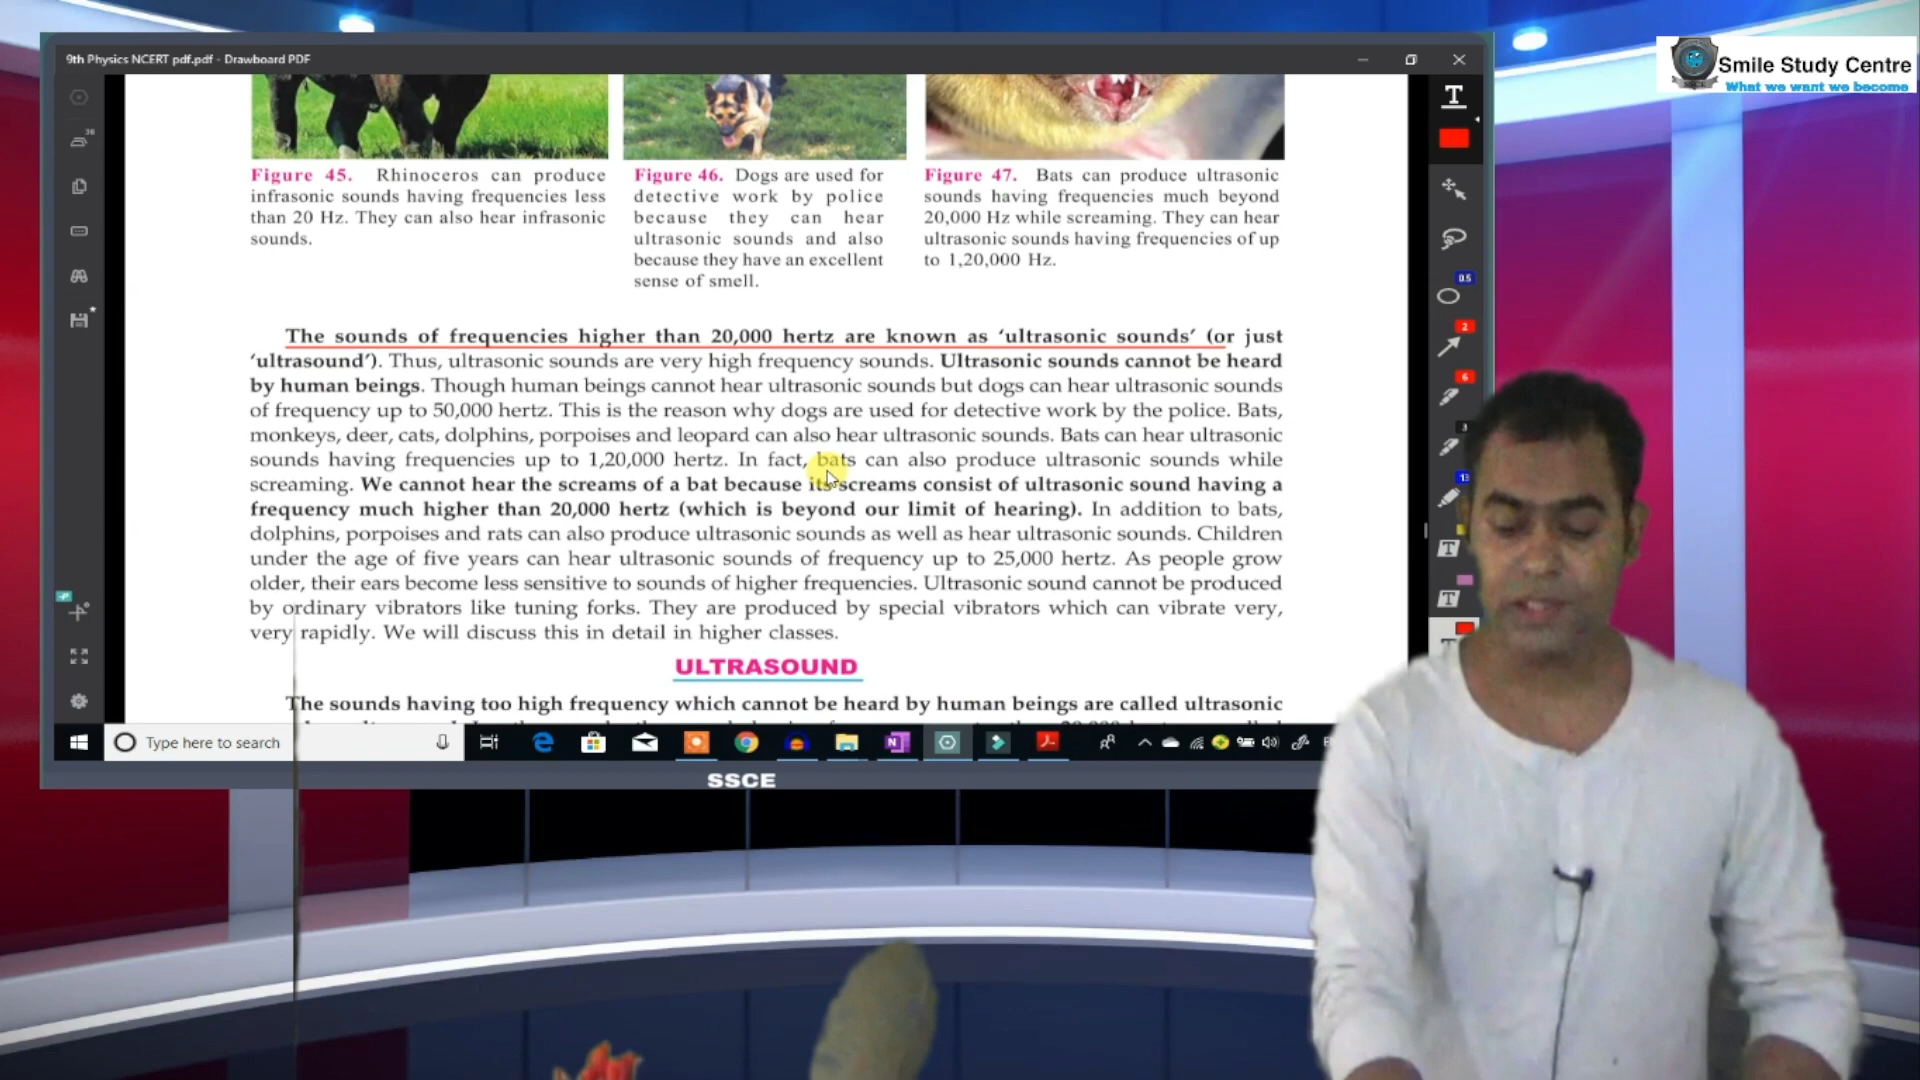 9th Physics NCERT pdf.pdf - Drawboard PDF
Smile Study Centre
What we want we become
Figure 45. Rhinoceros can produce
infrasonic sounds having frequencies less
than 20 Hz. They can also hear infrasonic
sounds.
Figure 46. Dogs are used for
detective work by police
because they can hear
ultrasonic sounds and also
because they have an excellent
sense of smell.
Figure 47. Bats can produce ultrasonic
sounds having frequencies much beyond
20,000 Hz while screaming. They can hear
ultrasonic sounds having frequencies of up
to 1,20,000 Hz.
The sounds of frequencies higher than 20,000 hertz are known as ‘ultrasonic sounds’ (or just
‘ultrasound’). Thus, ultrasonic sounds are very high frequency sounds. Ultrasonic sounds cannot be heard
by human beings. Though human beings cannot hear ultrasonic sounds but dogs can hear ultrasonic sounds
of frequency up to 50,000 hertz. This is the reason why dogs are used for detective work by the police. Bats,
monkeys, deer, cats, dolphins, porpoises and leopard can also hear ultrasonic sounds. Bats can hear ultrasonic
sounds having frequencies up to 1,20,000 hertz. In fact, bats can also produce ultrasonic sounds while
screaming. We cannot hear the screams of a bat because its screams consist of ultrasonic sound having a
frequency much higher than 20,000 hertz (which is beyond our limit of hearing). In addition to bats,
dolphins, porpoises and rats can also produce ultrasonic sounds as well as hear ultrasonic sounds. Children
under the age of five years can hear ultrasonic sounds of frequency up to 25,000 hertz. As people grow
older, their ears become less sensitive to sounds of higher frequencies. Ultrasonic sound cannot be produced
by ordinary vibrators like tuning forks. They are produced by special vibrators which can vibrate very,
very rapidly. We will discuss this in detail in higher classes.
ULTRASOUND
The sounds having too high frequency which cannot be heard by human beings are called ultrasonic
36
T
0.5
2
6
3
13
T
T
Type here to search
SSCE